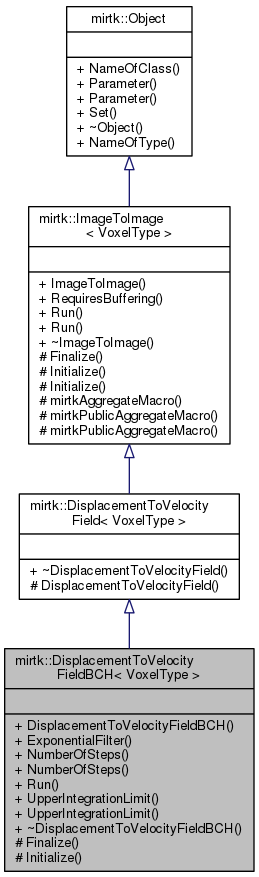 mirtk::Object
+ NameOfClass()
+ Parameter()
+ Parameter()
+ Set()
+ ~Object()
+ NameOfType()
mirtk::ImageToImage
< VoxelType >
+ ImageToImage()
+ RequiresBuffering()
+ Run()
+ Run()
+ ~ImageToImage()
# Finalize()
# Initialize()
# Initialize()
# mirtkAggregateMacro()
# mirtkPublicAggregateMacro()
# mirtkPublicAggregateMacro()
mirtk::DisplacementToVelocity
Field< VoxelType >
+ ~DisplacementToVelocityField()
# DisplacementToVelocityField()
mirtk::DisplacementToVelocity
FieldBCH< VoxelType >
+ DisplacementToVelocityFieldBCH()
+ ExponentialFilter()
+ NumberOfSteps()
+ NumberOfSteps()
+ Run()
+ UpperIntegrationLimit()
+ UpperIntegrationLimit()
+ ~DisplacementToVelocityFieldBCH()
# Finalize()
# Initialize()